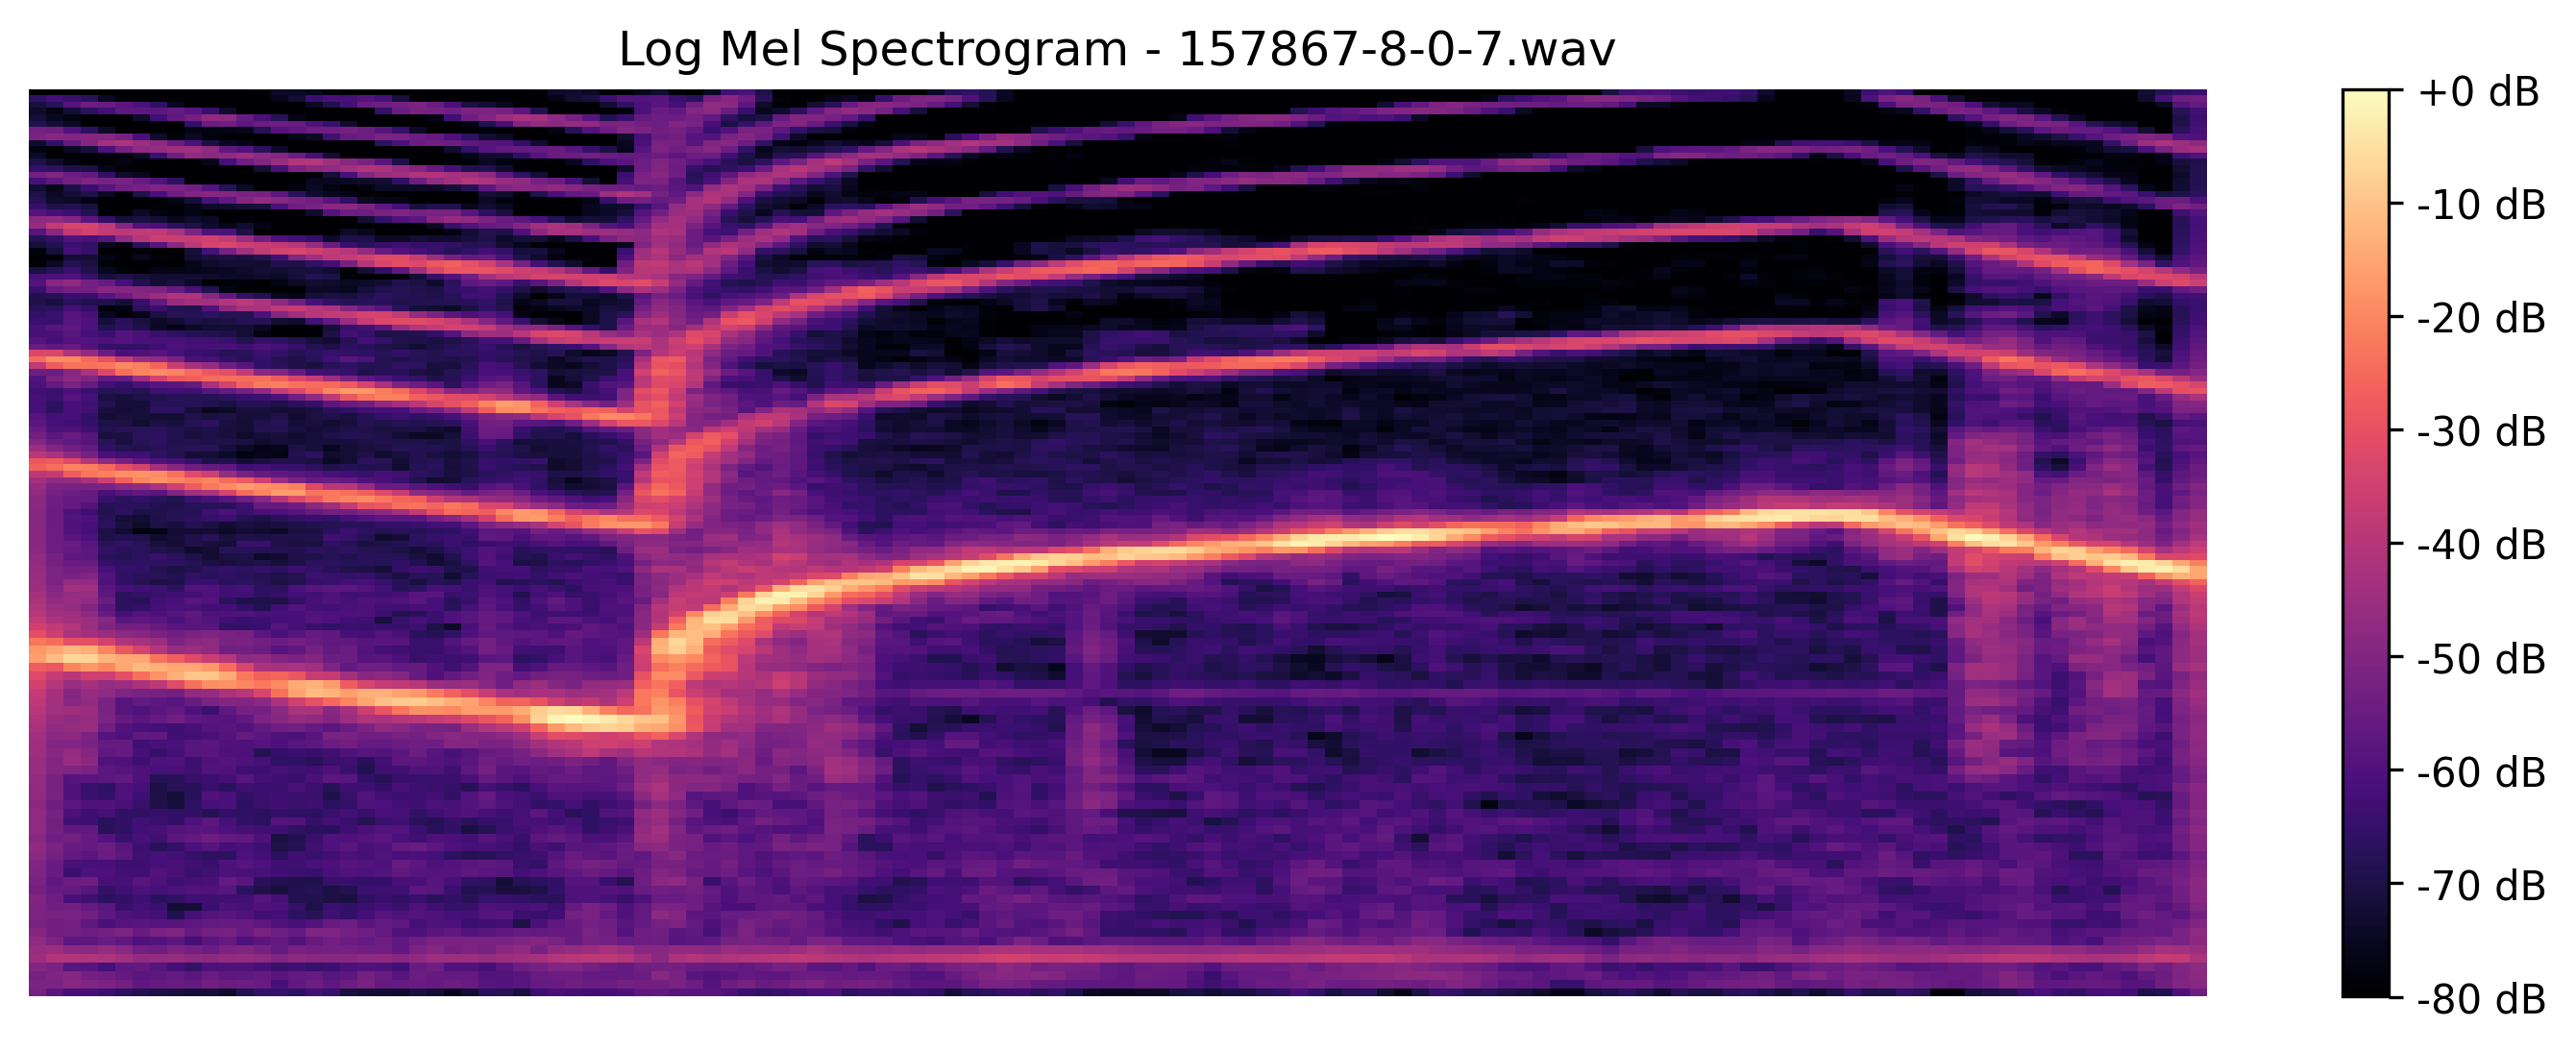 Log Mel Spectrogram - 157867-8-0-7.wav
+0 dB
-10 dB
-20 dB
-30 dB
-40 dB
-50 dB
-60 dB
-70 dB
-80 dB